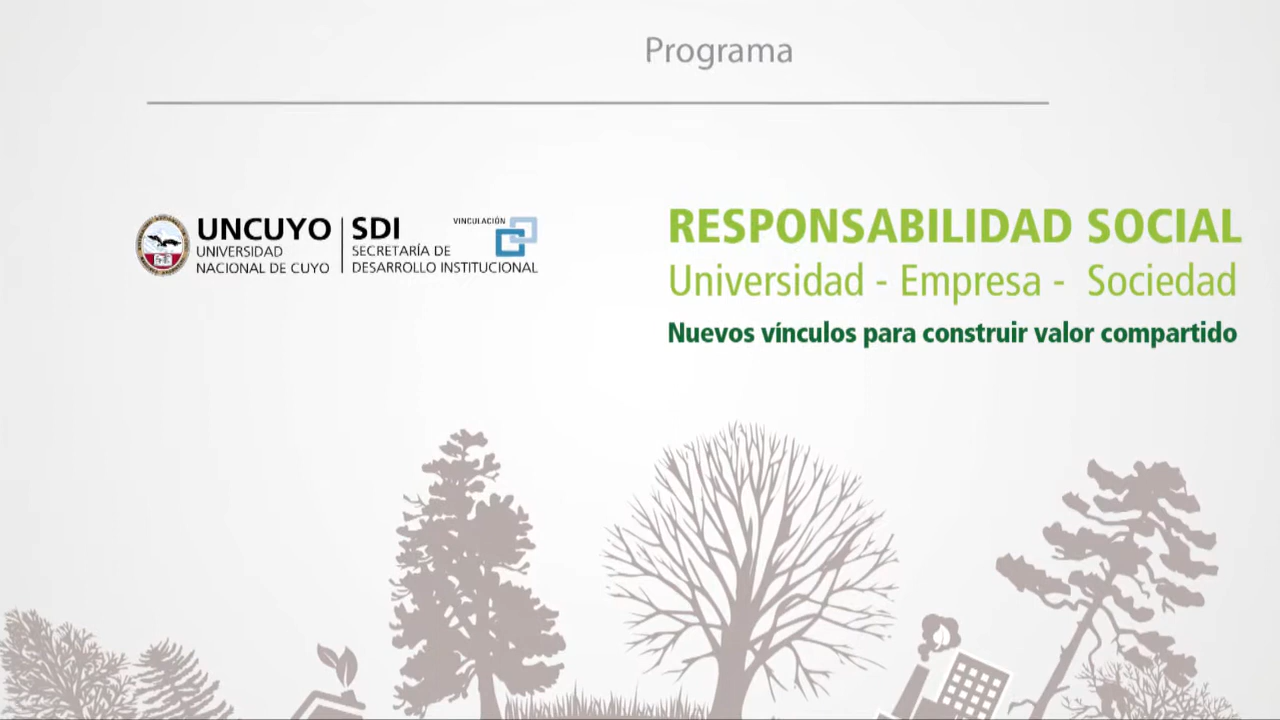 Programa
UNCUYO
UNIVERSIDAD
NACIONAL DE CUYO
SDI
VINCULACIÓN
SECRETARÍA DE
DESARROLLO INSTITUCIONAL
RESPONSABILIDAD SOCIAL
Universidad - Empresa - Sociedad
Nuevos vínculos para construir valor compartido